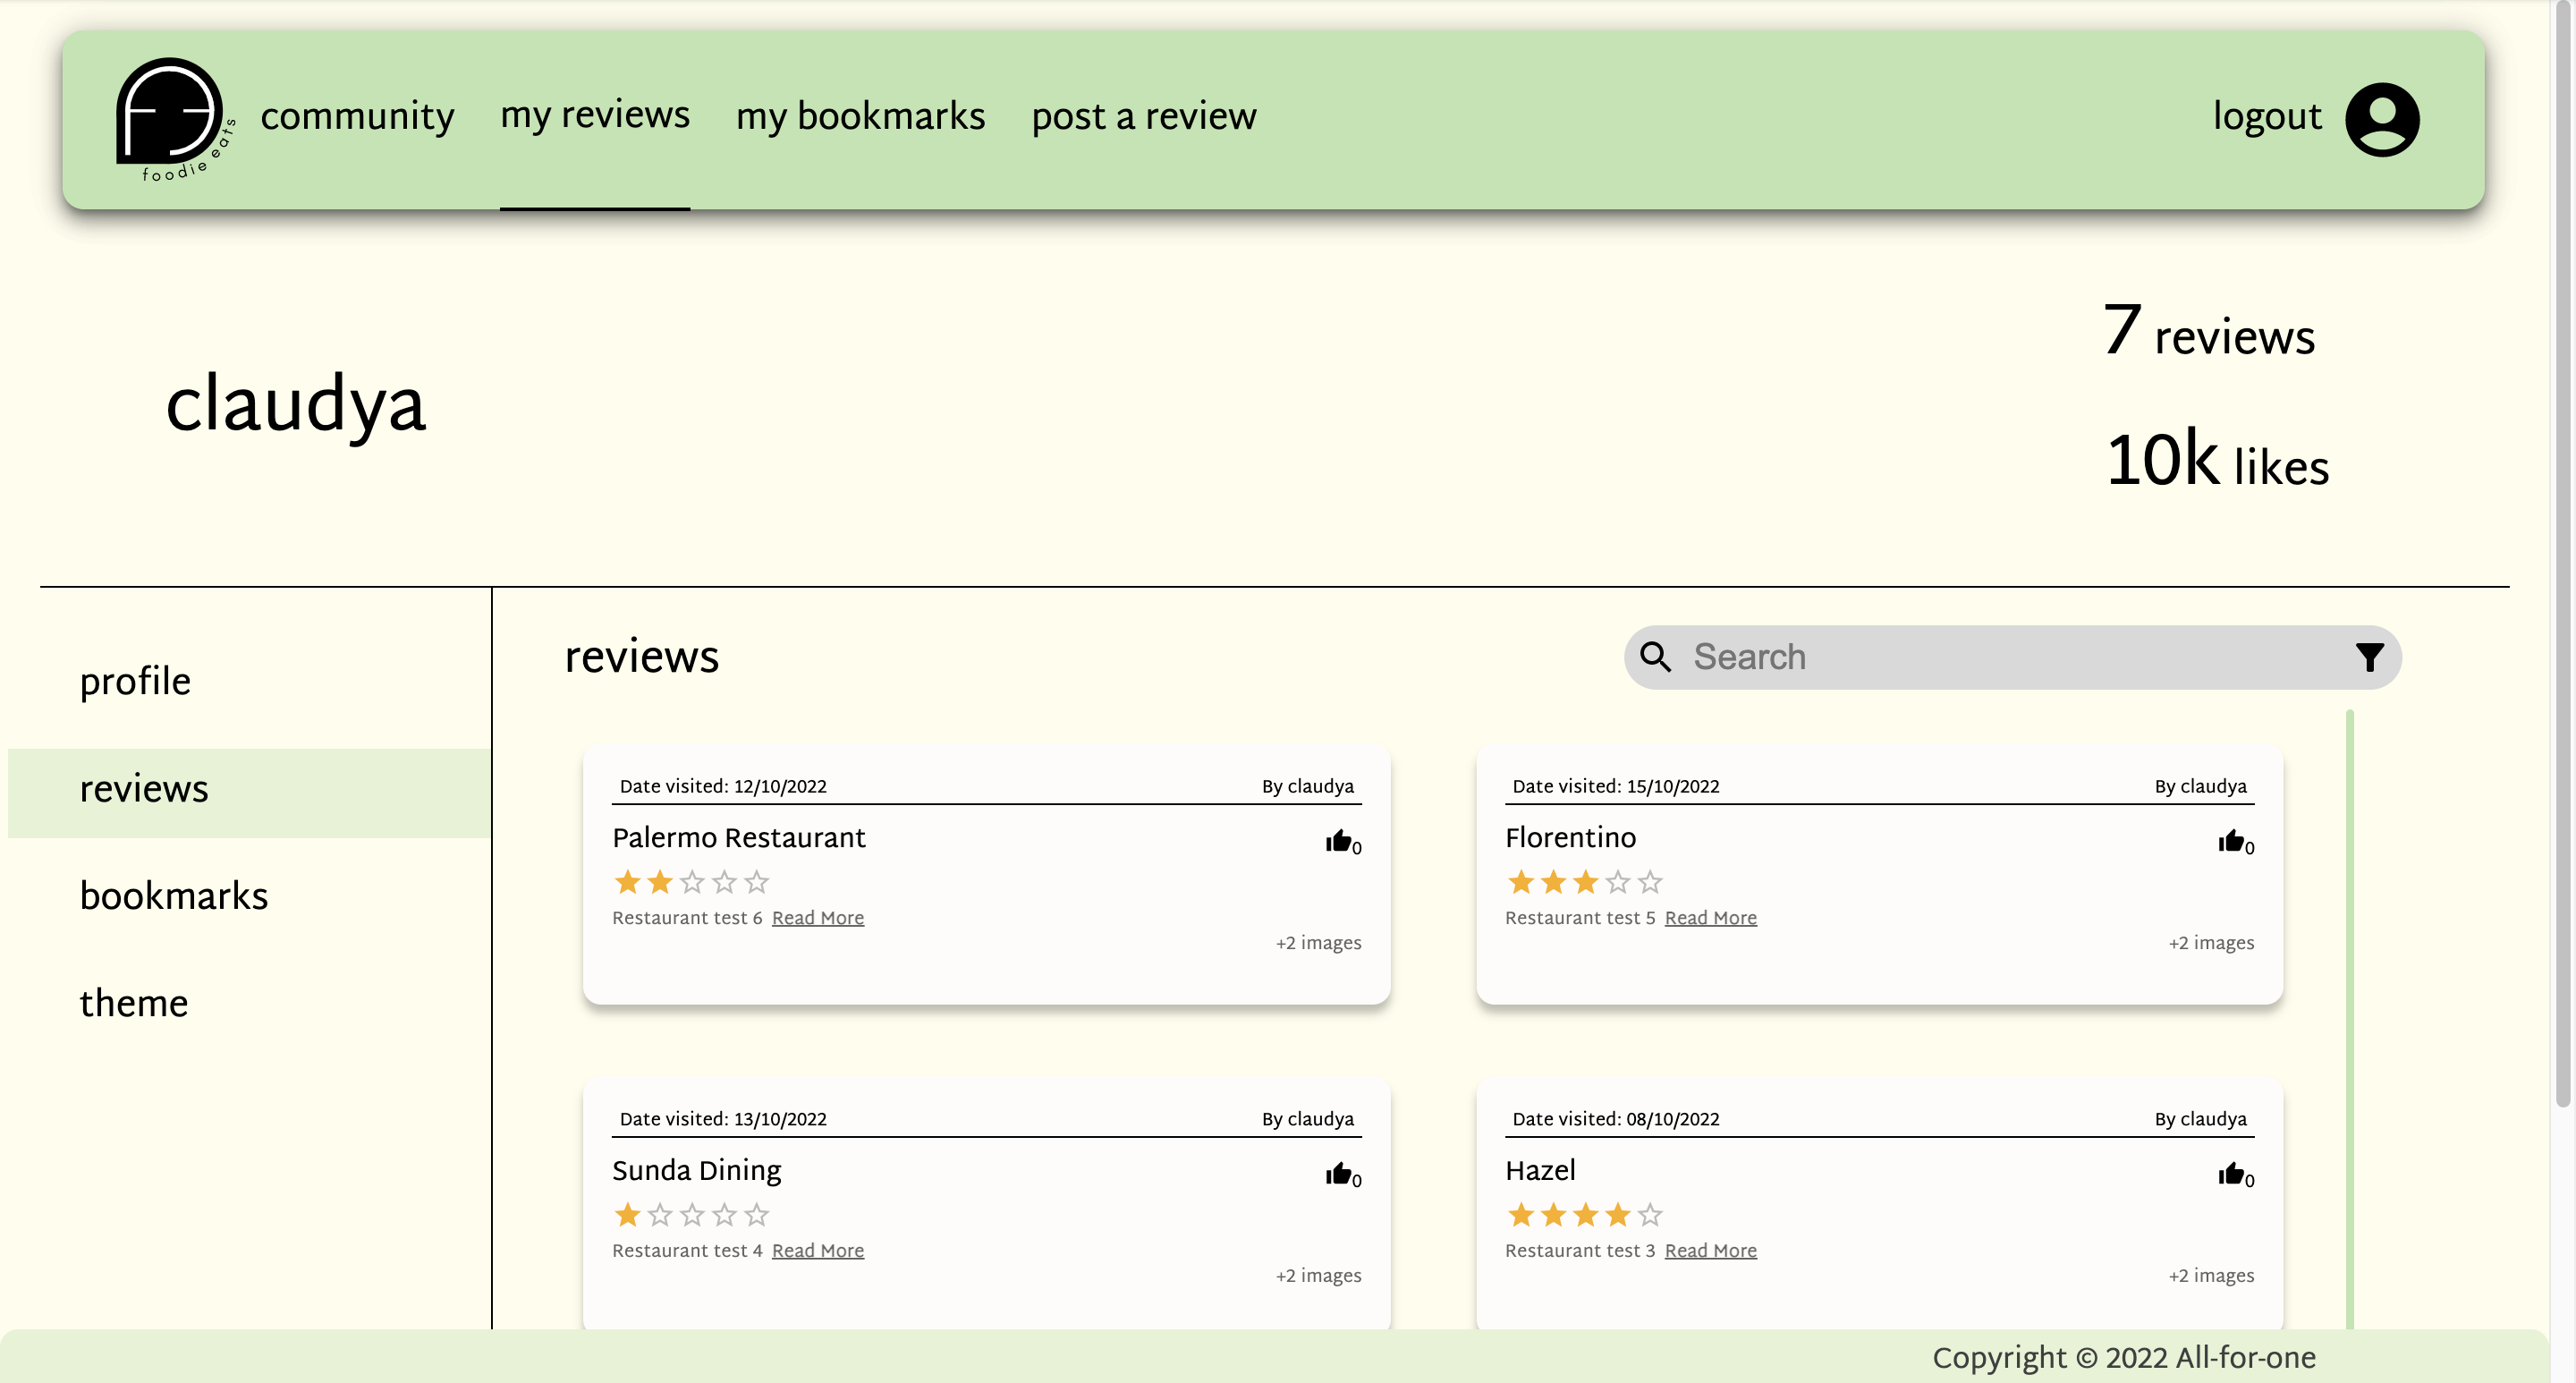 foodie eats
community my reviews my bookmarks post a review logout
claudya
7 reviews
10k likes
profile
reviews
bookmarks
theme
reviews
Search
Date visited: 12/10/2022 By claudya
Palermo Restaurant 0
Restaurant test 6 Read More
+2 images
Date visited: 15/10/2022 By claudya
Florentino 0
Restaurant test 5 Read More
+2 images
Date visited: 13/10/2022 By claudya
Sunda Dining 0
Restaurant test 4 Read More
+2 images
Date visited: 08/10/2022 By claudya
Hazel 0
Restaurant test 3 Read More
+2 images
Copyright © 2022 All-for-one